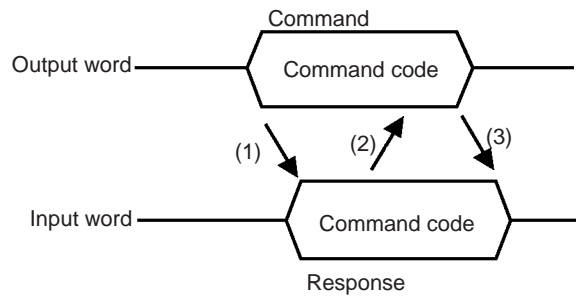 Command
Output word
Command code
(1)
(2)
(3)
Input word
Command code
Response